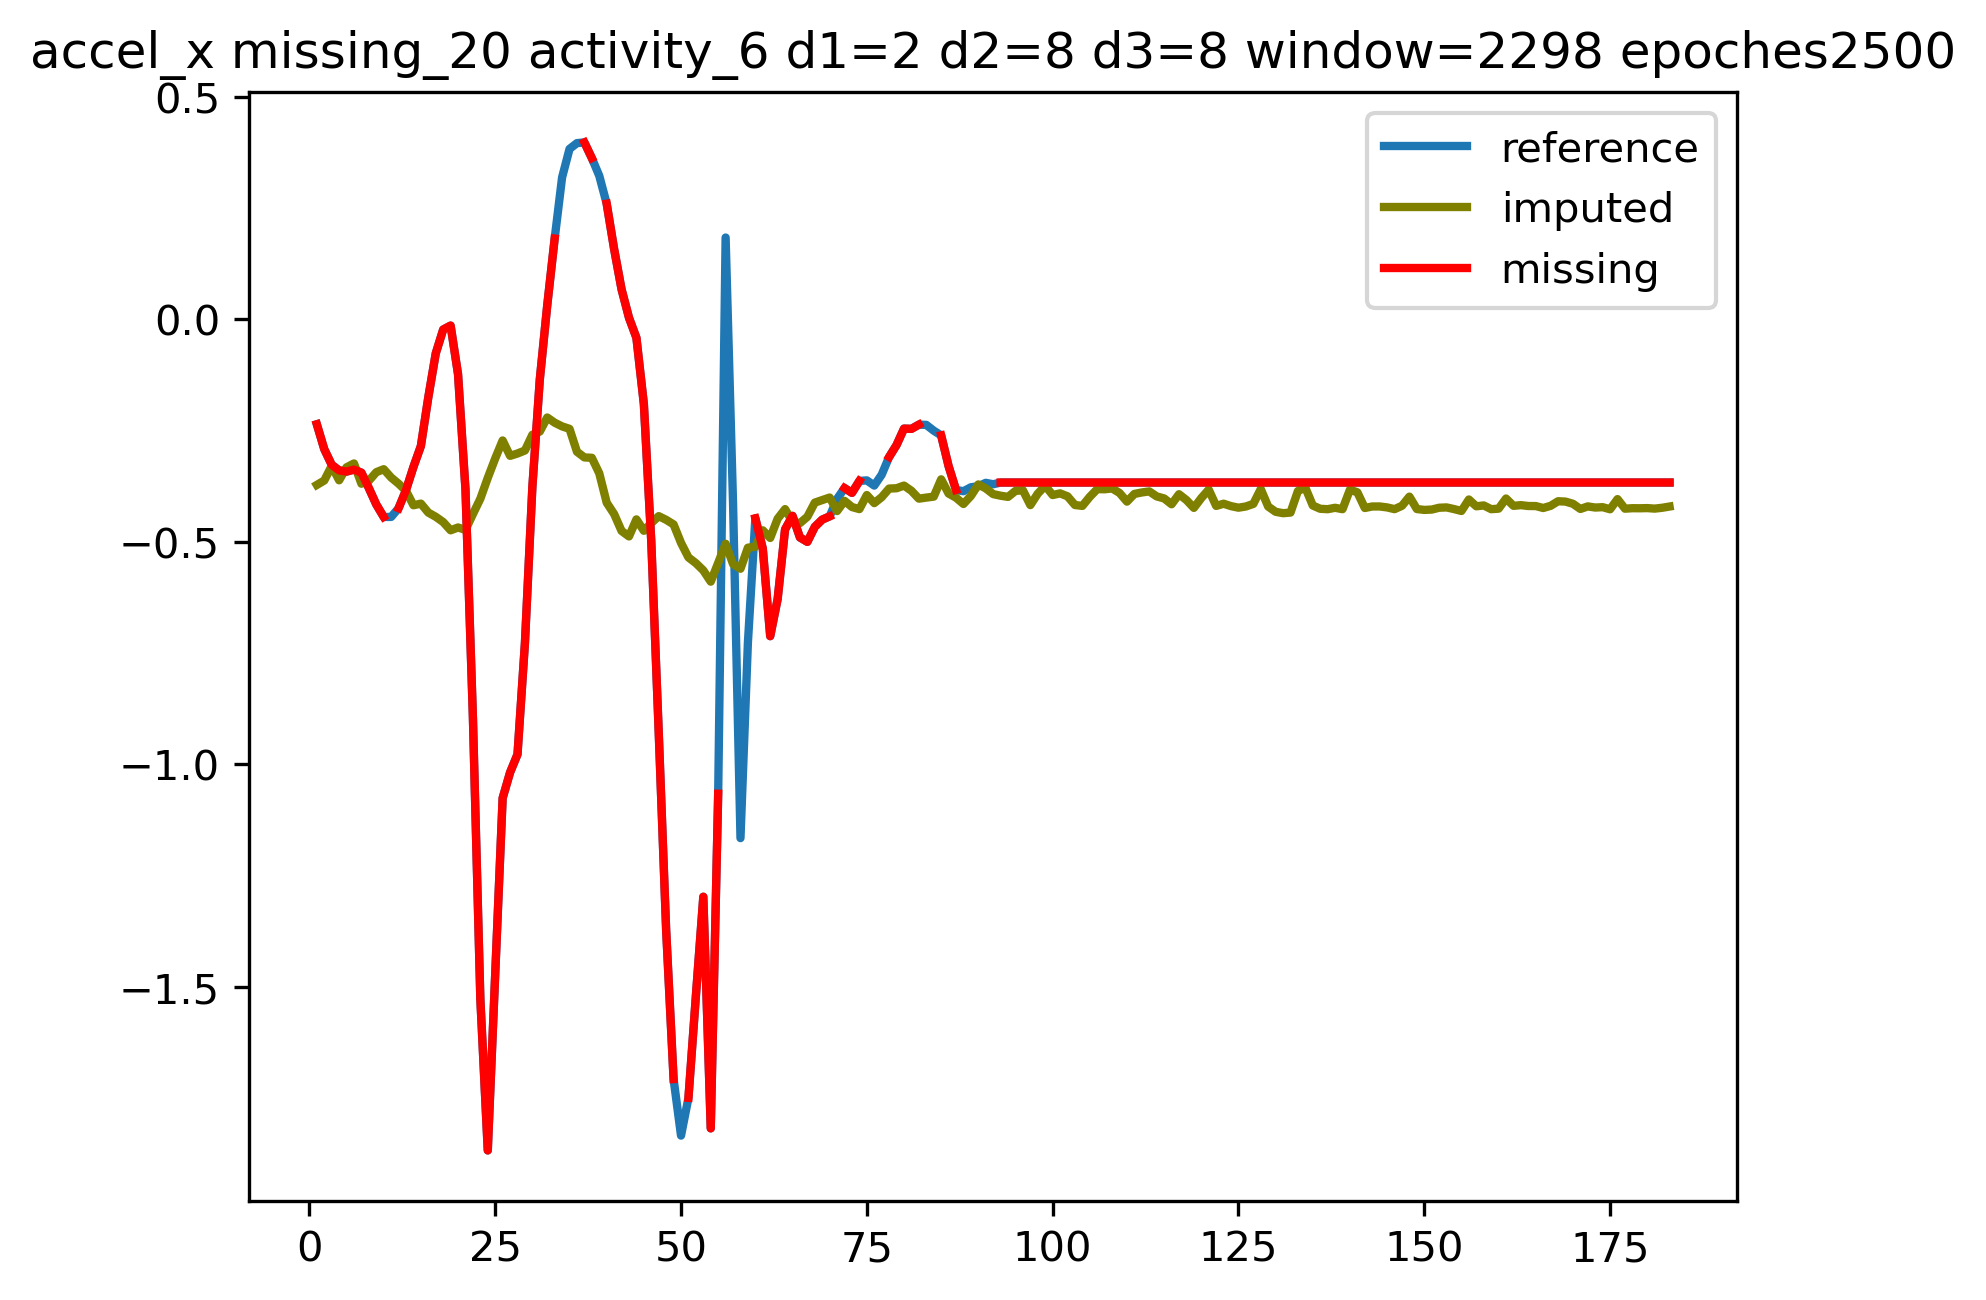 accel_x missing_20 activity_6 d1=2 d2=8 d3=8 window=2298 epoches2500
reference
imputed
missing
0.5
0.0
−0.5
−1.0
−1.5
0 25 50 75 100 125 150 175